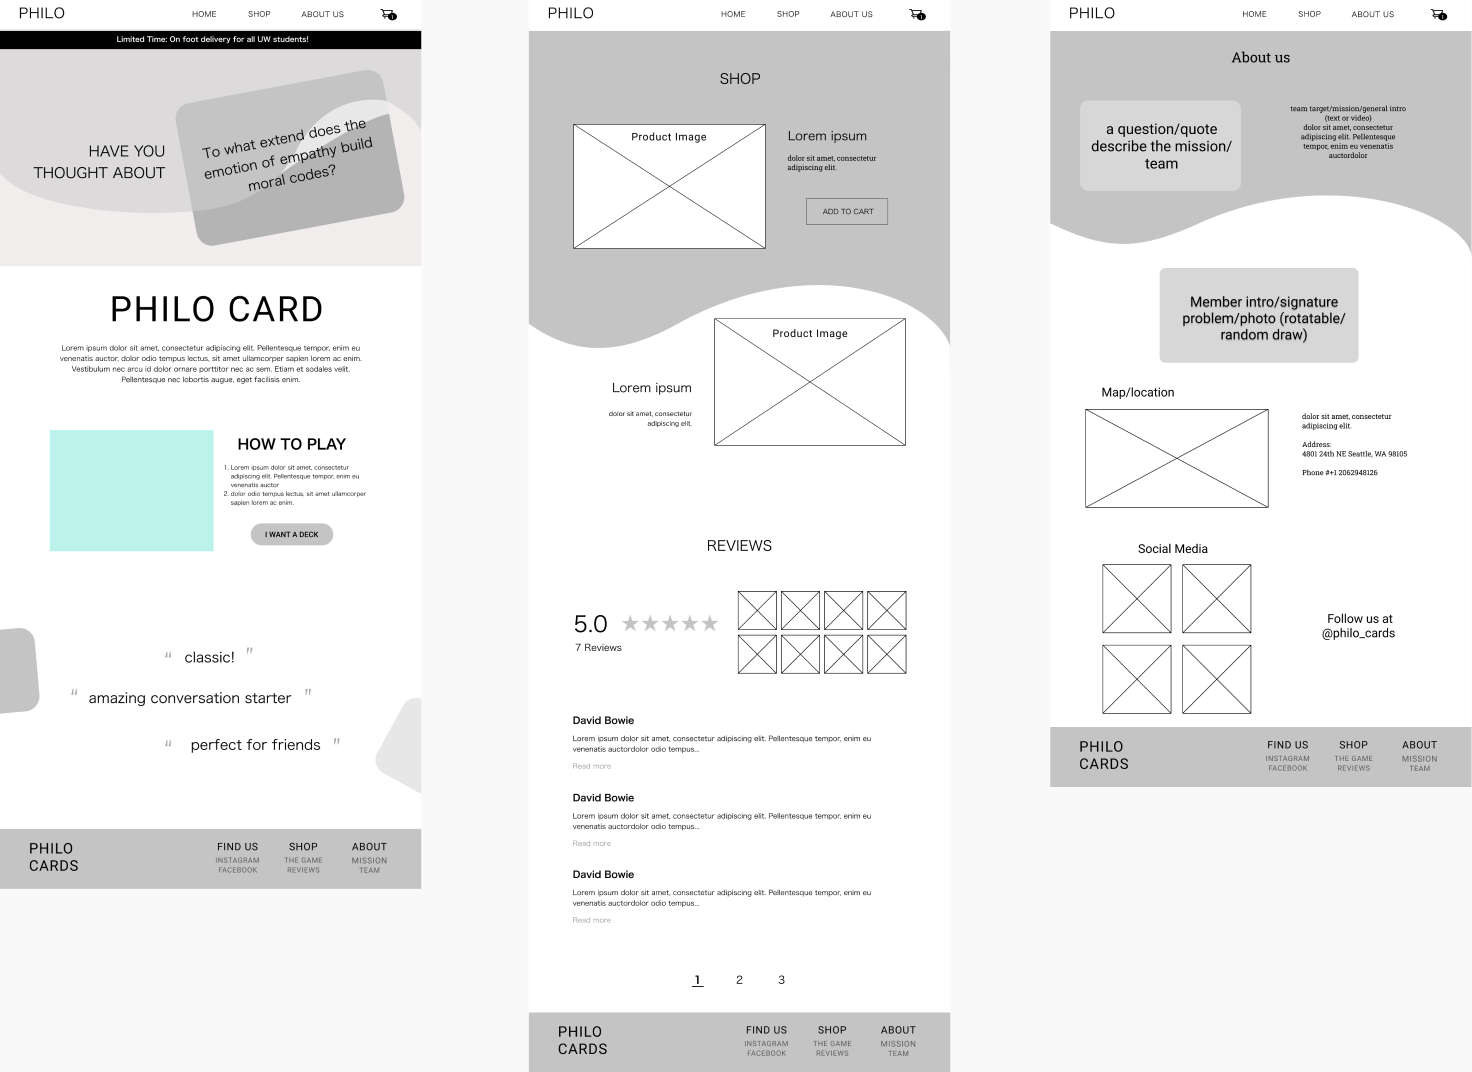 PHILO
HOME SHOP ABOUT US
1
Limited Time: On foot delivery for all UW students!
HAVE YOU
THOUGHT ABOUT
To what extend does the
emotion of empathy build
moral codes?
PHILO CARD
Lorem ipsum dolor sit amet, consectetur adipiscing elit. Pellentesque tempor, enim eu
venenatis auctor, dolor odio tempus lectus, sit amet ullamcorper sapien lorem ac enim.
Vestibulum nec arcu id dolor ornare porttitor nec ac sem. Etiam et sodales velit.
Pellentesque nec lobortis augue, eget facilisis enim.
HOW TO PLAY
1. Lorem ipsum dolor sit amet, consectetur
adipiscing elit. Pellentesque tempor, enim eu
venenatis auctor
2. dolor odio tempus lectus, sit amet ullamcorper
sapien lorem ac enim.
I WANT A DECK
“ classic! ”
“ amazing conversation starter ”
“ perfect for friends ”
PHILO
CARDS
FIND US
INSTAGRAM
FACEBOOK
SHOP
THE GAME
REVIEWS
ABOUT
MISSION
TEAM
PHILO
HOME SHOP ABOUT US
1
SHOP
Product Image
Lorem ipsum
dolor sit amet, consectetur
adipiscing elit.
ADD TO CART
Product Image
Lorem ipsum
dolor sit amet, consectetur
adipiscing elit.
REVIEWS
5.0
7 Reviews
David Bowie
Lorem ipsum dolor sit amet, consectetur adipiscing elit. Pellentesque tempor, enim eu
venenatis auctordolor odio tempus...
Read more
David Bowie
Lorem ipsum dolor sit amet, consectetur adipiscing elit. Pellentesque tempor, enim eu
venenatis auctordolor odio tempus...
Read more
David Bowie
Lorem ipsum dolor sit amet, consectetur adipiscing elit. Pellentesque tempor, enim eu
venenatis auctordolor odio tempus...
Read more
1 2 3
PHILO
CARDS
FIND US
INSTAGRAM
FACEBOOK
SHOP
THE GAME
REVIEWS
ABOUT
MISSION
TEAM
PHILO
HOME SHOP ABOUT US
1
About us
a question/quote
describe the mission/
team
team target/mission/general intro
(text or video)
dolor sit amet, consectetur
adipiscing elit. Pellentesque
tempor, enim eu venenatis
auctordolor
Member intro/signature
problem/photo (rotatable/
random draw)
Map/location
dolor sit amet, consectetur
adipiscing elit.
Address:
4801 24th NE Seattle, WA 98105
Phone #+1 2062948126
Social Media
Follow us at
@philo_cards
PHILO
CARDS
FIND US
INSTAGRAM
FACEBOOK
SHOP
THE GAME
REVIEWS
ABOUT
MISSION
TEAM